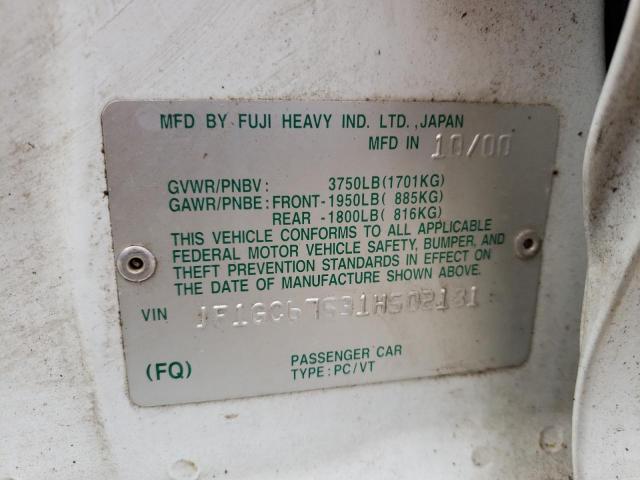 MFD BY FUJI HEAVY IND. LTD.,JAPAN
MFD IN 10/00
GVWR/PNBV: 3750LB(1701KG)
GAWR/PNBE: FRONT-1950LB( 885KG)
REAR -1800LB( 816KG)
THIS VEHICLE CONFORMS TO ALL APPLICABLE
FEDERAL MOTOR VEHICLE SAFETY, BUMPER, AND
THEFT PREVENTION STANDARDS IN EFFECT ON
THE DATE OF MANUFACTURE SHOWN ABOVE.
VIN
(FQ)
PASSENGER CAR
TYPE: PC/VT